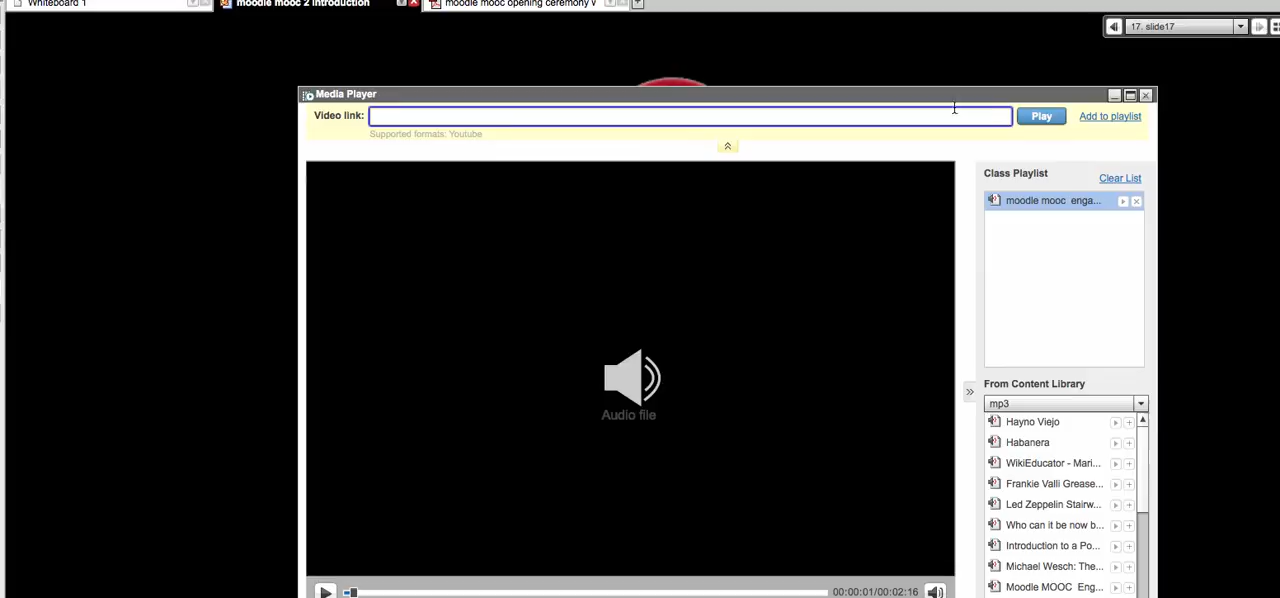 Whiteboard 1
moodle mooc 2 introduction
moodle mooc opening ceremony v
17. slide17
Media Player
Video link:
Play
Add to playlist
Supported formats: Youtube
Class Playlist
Clear List
moodle mooc enga...
Audio file
From Content Library
mp3
Hayno Viejo
Habanera
WikiEducator - Mari...
Frankie Valli Grease...
Led Zeppelin Stairw...
Who can it be now b...
Introduction to a Po...
Michael Wesch: The...
Moodle MOOC Eng...
00:00:01/00:02:16